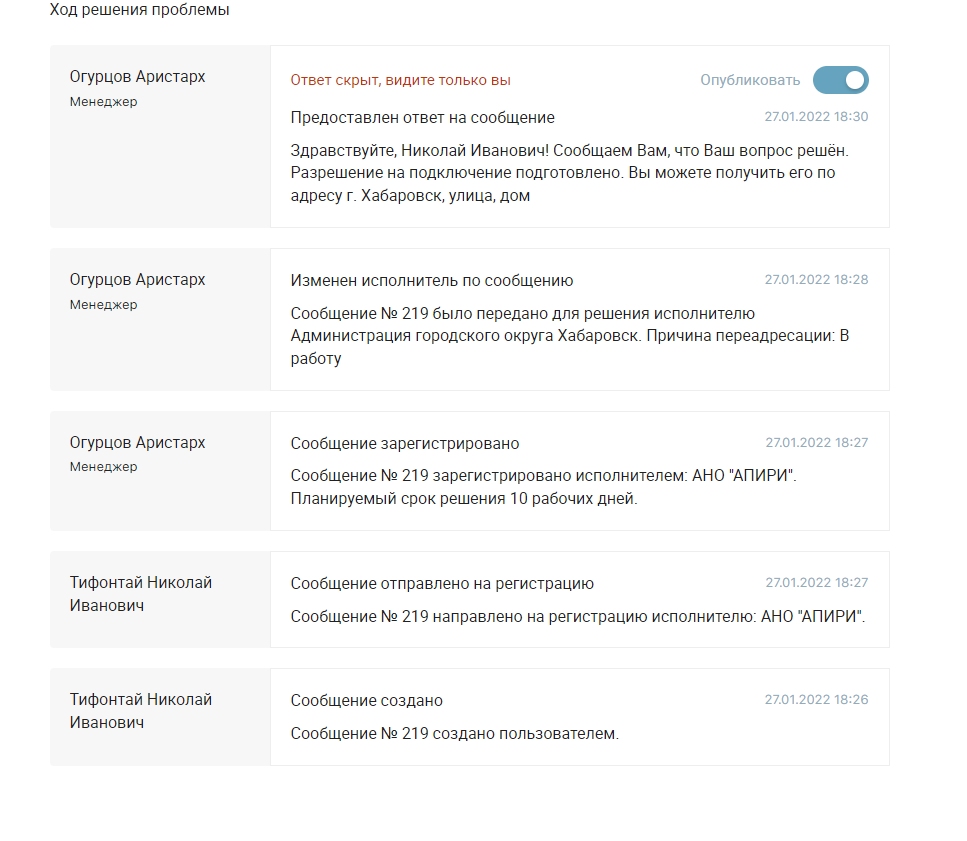 Ход решения проблемы
Огурцов Аристарх
Менеджер
Ответ скрыт, видите только вы
Опубликовать
Предоставлен ответ на сообщение
27.01.2022 18:30
Здравствуйте, Николай Иванович! Сообщаем Вам, что Ваш вопрос решён.
Разрешение на подключение подготовлено. Вы можете получить его по
адресу г. Хабаровск, улица, дом
Огурцов Аристарх
Менеджер
Изменен исполнитель по сообщению
27.01.2022 18:28
Сообщение № 219 было передано для решения исполнителю
Администрация городского округа Хабаровск. Причина переадресации: В
работу
Огурцов Аристарх
Менеджер
Сообщение зарегистрировано
27.01.2022 18:27
Сообщение № 219 зарегистрировано исполнителем: АНО "АПИРИ".
Планируемый срок решения 10 рабочих дней.
Тифонтай Николай
Иванович
Сообщение отправлено на регистрацию
27.01.2022 18:27
Сообщение № 219 направлено на регистрацию исполнителю: АНО "АПИРИ".
Тифонтай Николай
Иванович
Сообщение создано
27.01.2022 18:26
Сообщение № 219 создано пользователем.